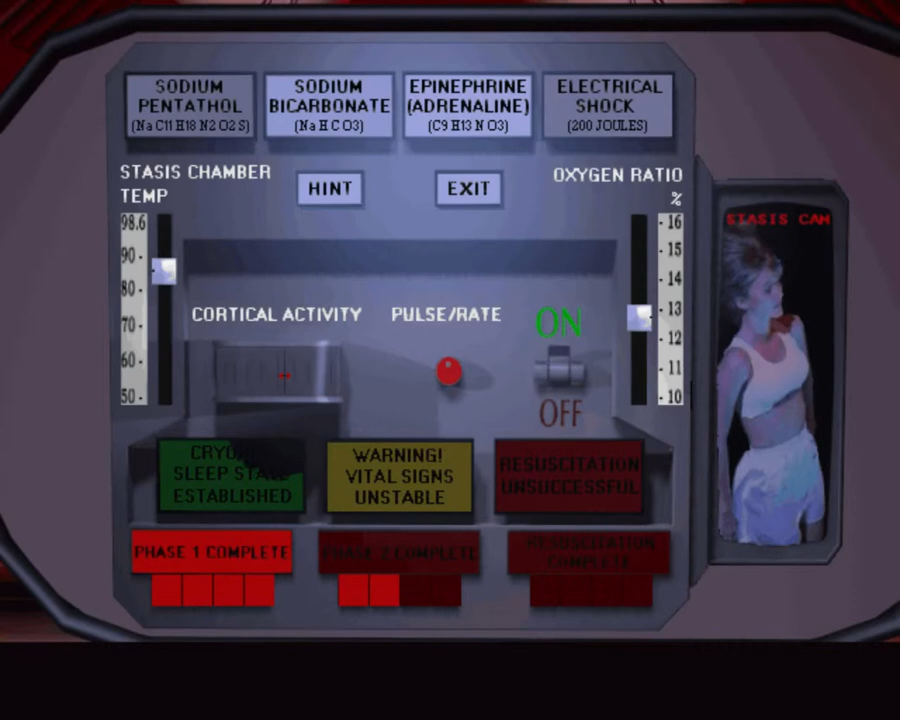 SODIUM
PENTATHOL
(Na C11 H18 N2 O2 S)
SODIUM
BICARBONATE
(Na H C O3)
EPINEPHRINE
(ADRENALINE)
(C9 H13 N O3)
ELECTRICAL
SHOCK
(200 JOULES)
STASIS CHAMBER
TEMP
HINT
EXIT
OXYGEN RATIO
%
98.6
90 -
80 -
70 -
60 -
50 -
- 16
- 15
- 14
- 13
- 12
- 11
- 10
STASIS CAM
CORTICAL ACTIVITY
PULSE/RATE
ON
OFF
CRYO
SLEEP STATE
ESTABLISHED
WARNING!
VITAL SIGNS
UNSTABLE
RESUSCITATION
UNSUCCESSFUL
PHASE 1 COMPLETE
PHASE 2 COMPLETE
RESUSCITATION
COMPLETE